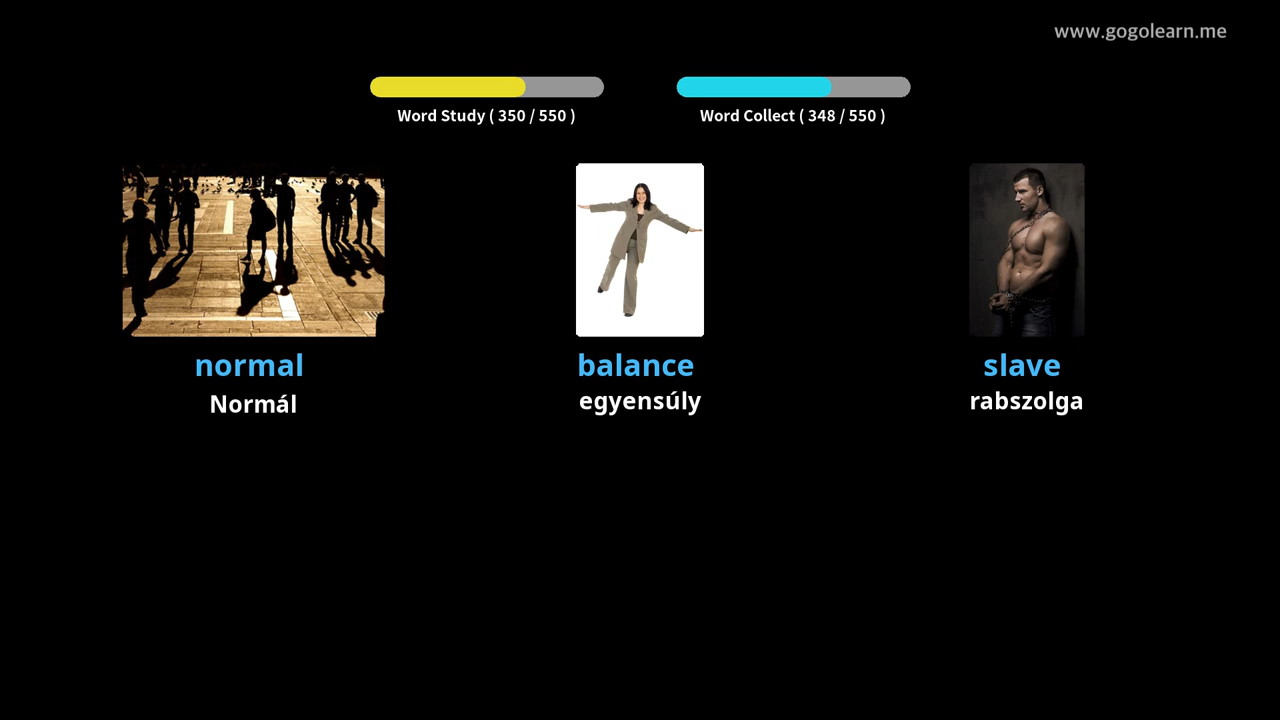 www.gogolearn.me
Word Study ( 350 / 550 )
Word Collect ( 348 / 550 )
normal
balance
slave
Normál
egyensúly
rabszolga